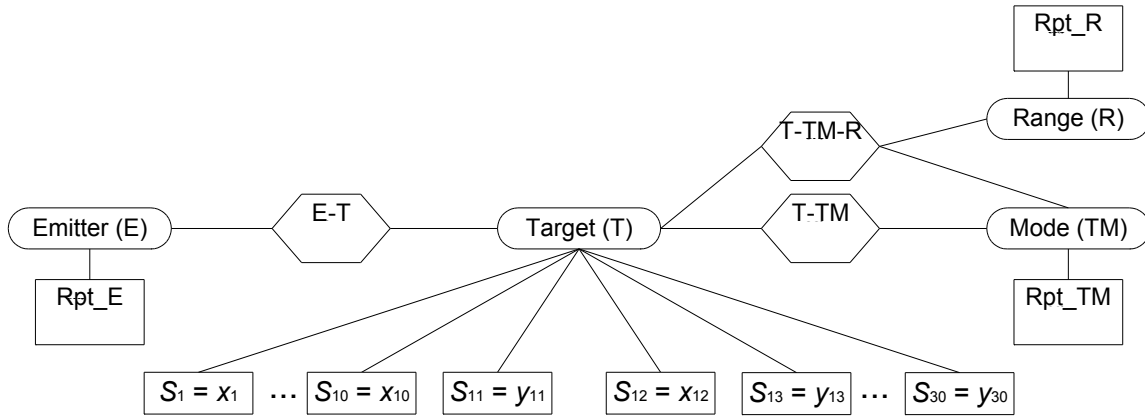 Rpt_R
Range (R)
T-TM-R
Emitter (E)
E-T
Target (T)
T-TM
Mode (TM)
Rpt_E
Rpt_TM
S1 = x1 ... S10 = x10 S11 = y11 S12 = x12 S13 = y13 ... S30 = y30